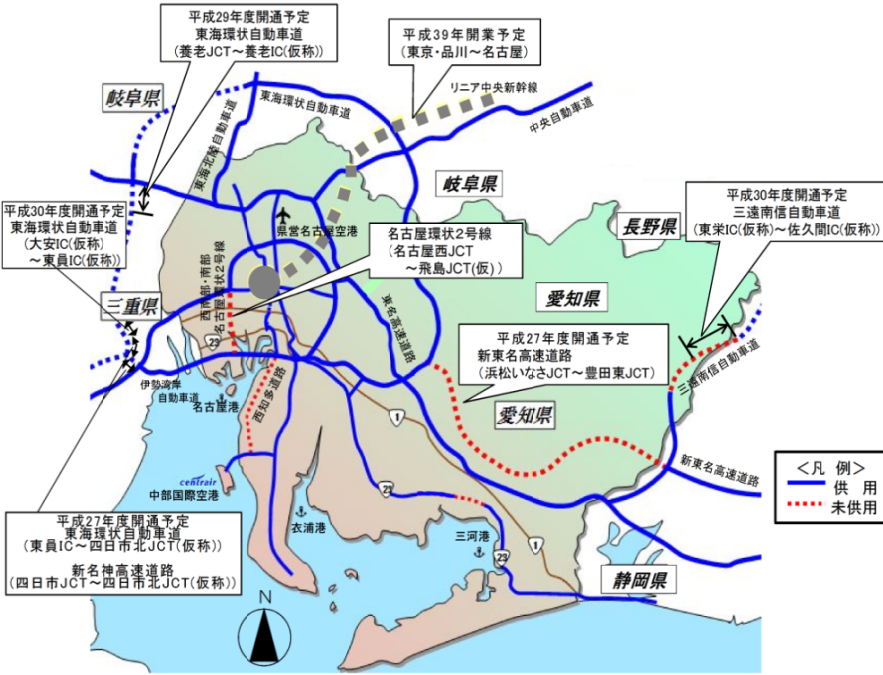 平成29年度開通予定
東海環状自動車道
(養老JCT～養老IC(仮称))
平成39年開業予定
(東京・品川～名古屋)
リニア中央新幹線
中央自動車道
岐阜県
東海北陸自動車道
東海環状自動車道
岐阜県
平成30年度開通予定
東海環状自動車道
(大安IC(仮称)
～東員IC(仮称))
県営名古屋空港
名古屋環状2号線
(名古屋西JCT
～飛島JCT(仮))
長野県
平成30年度開通予定
三遠南信自動車道
(東栄IC(仮称)～佐久間IC(仮称))
西南部・南部
名古屋環状2号線
三重県
愛知県
東名高速道路
平成27年度開通予定
新東名高速道路
(浜松いなさJCT～豊田東JCT)
三遠南信自動車道
23
伊勢湾岸
自動車道
名古屋港
西知多道路
1
愛知県
新東名高速道路
centrair
中部国際空港
21
衣浦港
三河港
23
1
<凡 例>
供 用
未供用
平成27年度開通予定
東海環状自動車道
(東員IC～四日市北JCT(仮称))
新名神高速道路
(四日市JCT～四日市北JCT(仮称))
静岡県
N